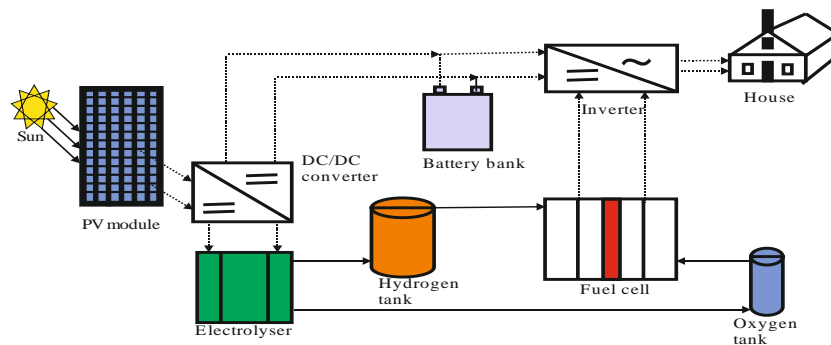 Sun
PV module
DC/DC
converter
Battery bank
Inverter
House
Electrolyser
Hydrogen
tank
Fuel cell
Oxygen
tank